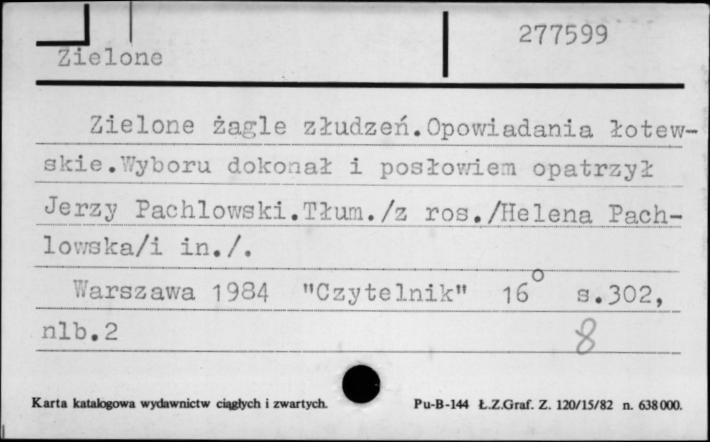 277599
Zielone
Zielone żagle złudzeń.Opowiadania łotew-
skie.Wyboru dokonał i posłowiem opatrzył
Jerzy Pachlowski.Tłum./z ros./Helena Pach-
lowska/i in./.
Warszawa 1984 "Czytelnik" 16° s.302,
nlb.2 8
Karta katalogowa wydawnictw ciągłych i zwartych. Pu-B-144 Ł.Z.Graf. Z. 120/15/82 n. 638000.